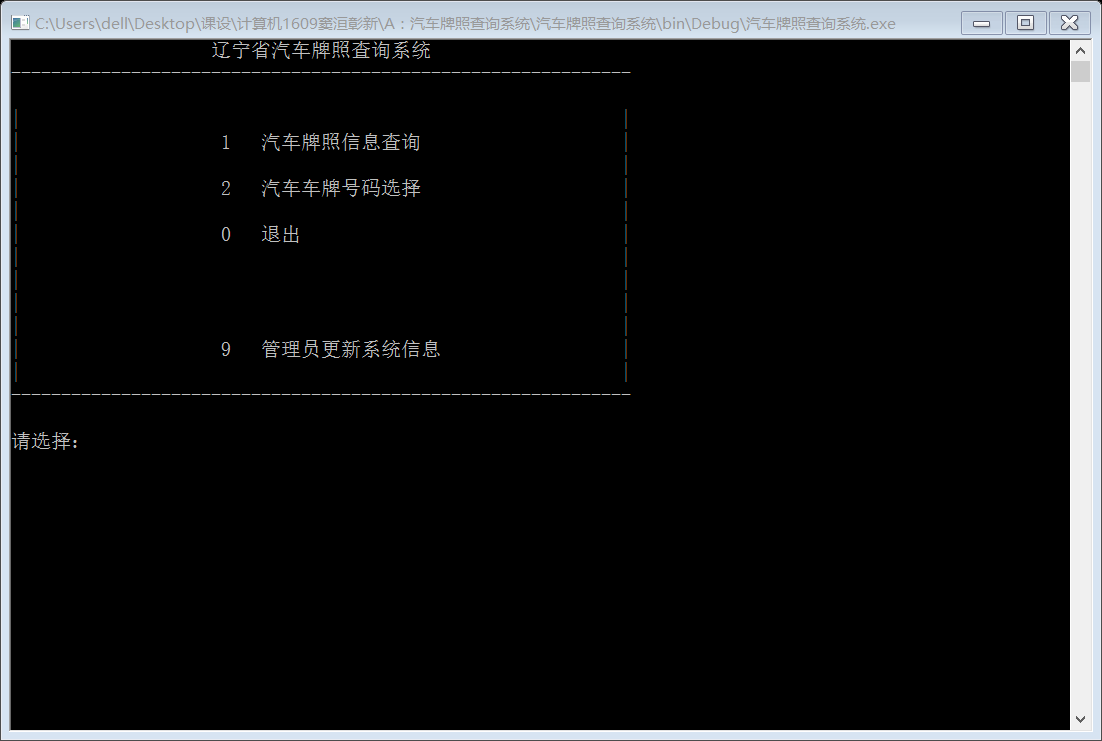 C:\Users\dell\Desktop\课设\计算机1609窦洹彰新\A：汽车牌照查询系统\汽车牌照查询系统\bin\Debug\汽车牌照查询系统.exe
辽宁省汽车牌照查询系统
1 汽车牌照信息查询
2 汽车车牌号码选择
0 退出
9 管理员更新系统信息
请选择：